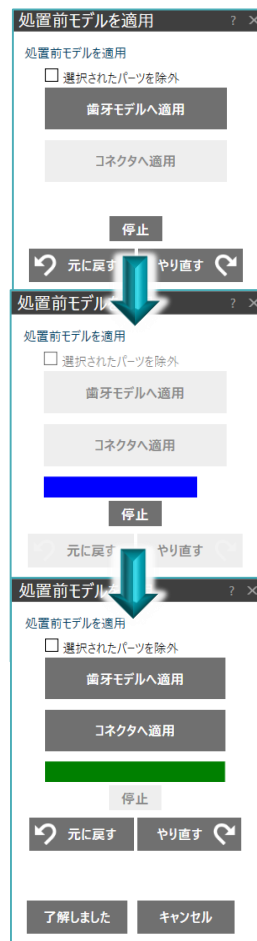 処置前モデルを適用 ? ×
処置前モデルを適用
選択されたパーツを除外
歯牙モデルへ適用
コネクタへ適用
停止
元に戻す やり直す
処置前モデル ? ×
処置前モデルを適用
選択されたパーツを除外
歯牙モデルへ適用
コネクタへ適用
停止
元に戻す やり直す
処置前モデル ? ×
処置前モデルを適用
選択されたパーツを除外
歯牙モデルへ適用
コネクタへ適用
停止
元に戻す やり直す
了解しました キャンセル